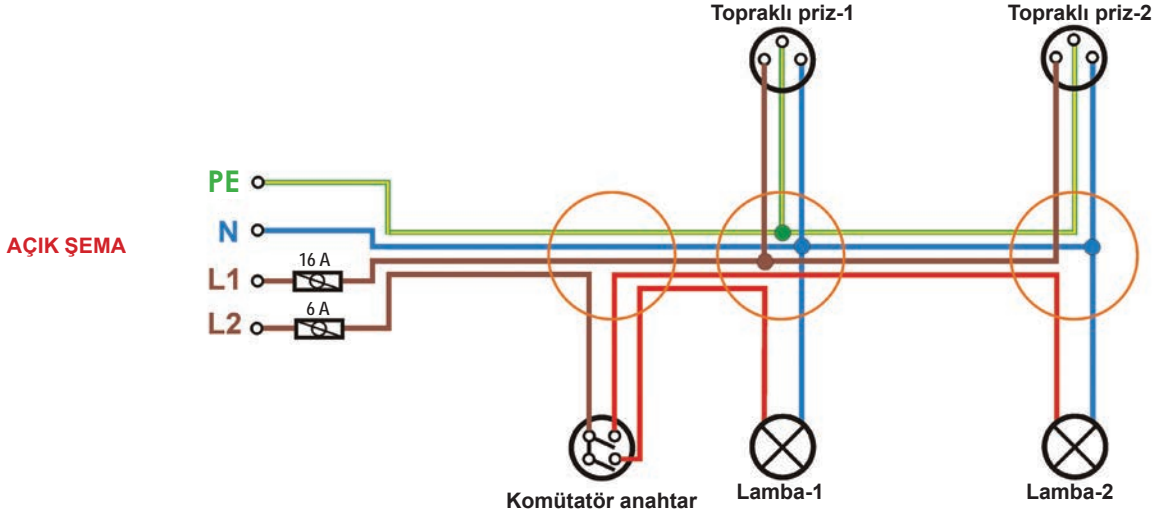 Topraklı priz-1
Topraklı priz-2
PE
N
AÇIK ŞEMA
16 A
L1
6 A
L2
Komütatör anahtar
Lamba-1
Lamba-2